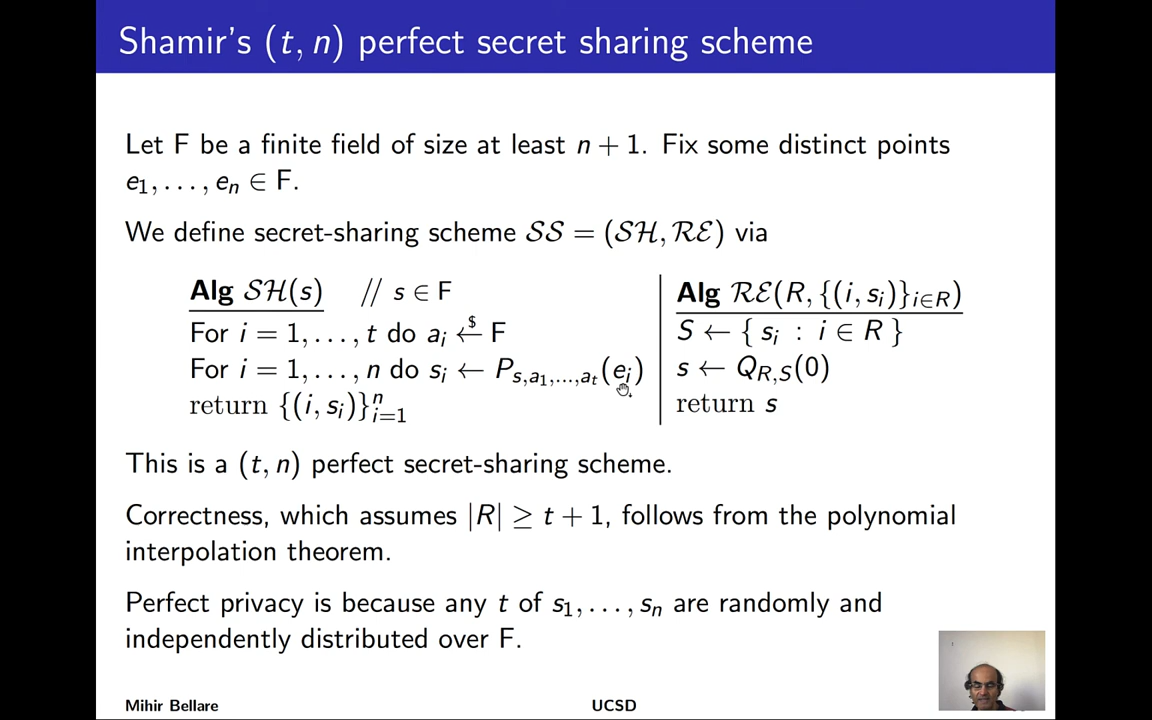 Shamir's (t, n) perfect secret sharing scheme
Let F be a finite field of size at least n + 1. Fix some distinct points
e₁, . . . , eₙ ∈ F.
We define secret-sharing scheme 𝒮𝒮 = (𝒮ℋ, ℛℰ) via
Alg 𝒮ℋ(s) // s ∈ F
For i = 1, . . . , t do aᵢ ←$ F
For i = 1, . . . , n do sᵢ ← P_{s,a₁,...,aₜ}(eᵢ)
return {(i, sᵢ)}ⁿᵢ₌₁
Alg ℛℰ(R, {(i, sᵢ)}_{i∈R})
S ← { sᵢ : i ∈ R }
s ← Q_{R,S}(0)
return s
This is a (t, n) perfect secret-sharing scheme.
Correctness, which assumes |R| ≥ t + 1, follows from the polynomial
interpolation theorem.
Perfect privacy is because any t of s₁, . . . , sₙ are randomly and
independently distributed over F.
Mihir Bellare UCSD